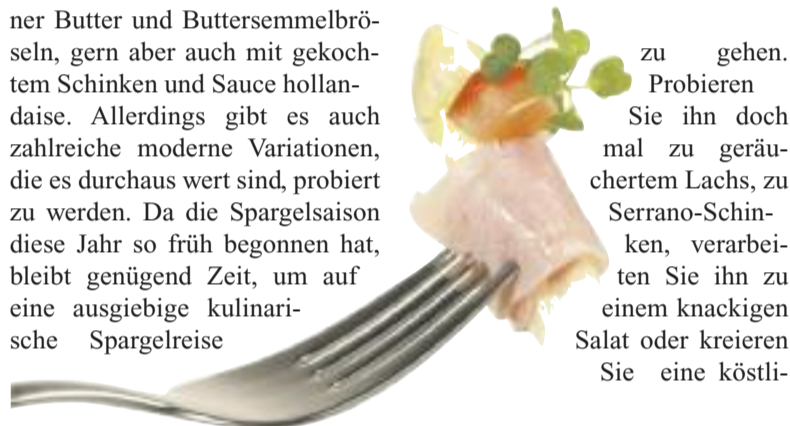 ner Butter und Buttersemmelbrö-
seln, gern aber auch mit gekoch-
tem Schinken und Sauce hollan-
daise. Allerdings gibt es auch
zahlreiche moderne Variationen,
die es durchaus wert sind, probiert
zu werden. Da die Spargelsaison
diese Jahr so früh begonnen hat,
bleibt genügend Zeit, um auf
eine ausgiebige kulinari-
sche Spargelreise
zu gehen.
Probieren
Sie ihn doch
mal zu geräu-
chertem Lachs, zu
Serrano-Schin-
ken, verarbei-
ten Sie ihn zu
einem knackigen
Salat oder kreieren
Sie eine köstli-